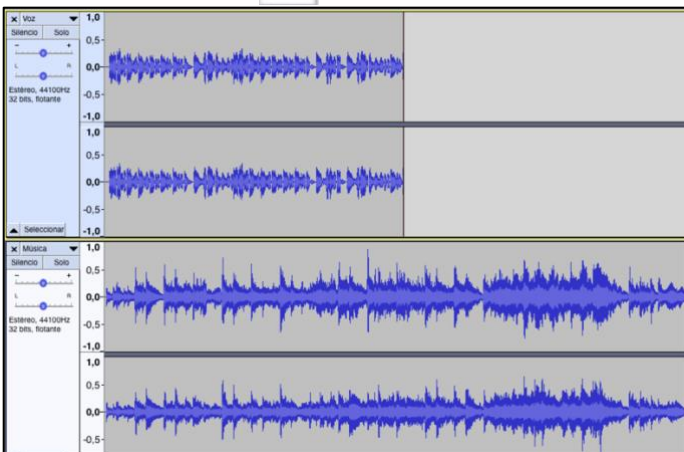 × Voz ▼
Silencio Solo
- +
L R
Estéreo, 44100Hz
32 bits, flotante
▲ Seleccionar
1,0
0,5
0,0
-0,5
-1,0
1,0
0,5
0,0
-0,5
-1,0
× Música ▼
Silencio Solo
- +
L R
Estéreo, 44100Hz
32 bits, flotante
1,0
0,5
0,0
-0,5
-1,0
1,0
0,5
0,0
-0,5